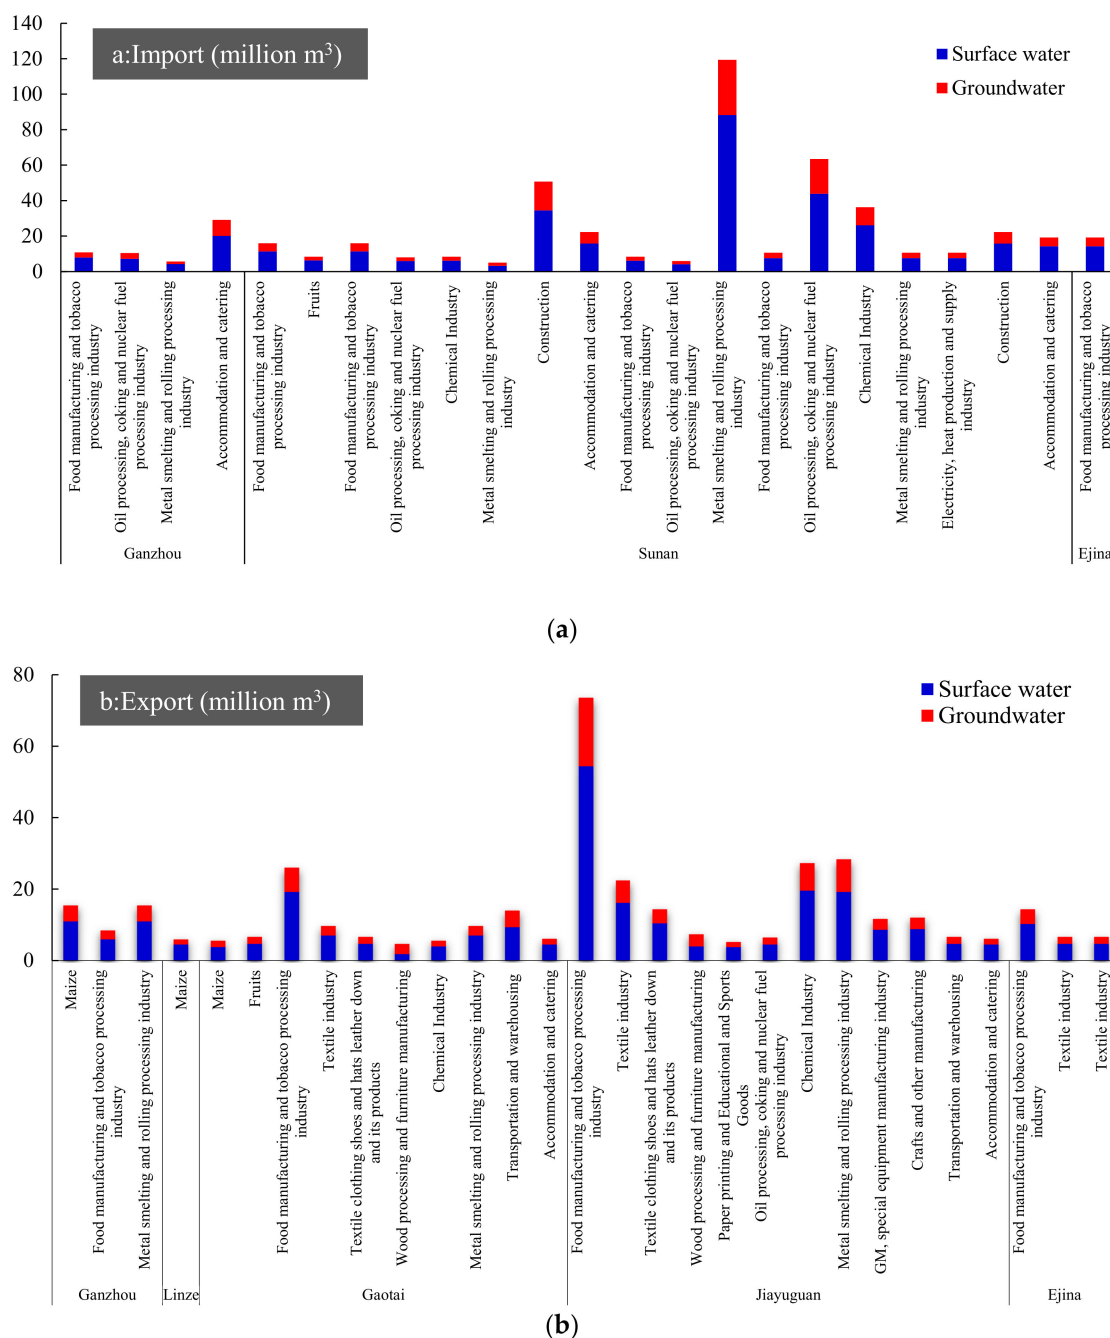 140
120
100
80
60
40
20
0
a:Import (million m³)
Surface water
Groundwater
Food manufacturing and tobacco
processing industry
Oil processing, coking and nuclear fuel
processing industry
Metal smelting and rolling processing
industry
Accommodation and catering
Food manufacturing and tobacco
processing industry
Fruits
Food manufacturing and tobacco
processing industry
Oil processing, coking and nuclear fuel
processing industry
Chemical Industry
Metal smelting and rolling processing
industry
Construction
Accommodation and catering
Food manufacturing and tobacco
processing industry
Oil processing, coking and nuclear fuel
processing industry
Metal smelting and rolling processing
industry
Food manufacturing and tobacco
processing industry
Oil processing, coking and nuclear fuel
processing industry
Chemical Industry
Metal smelting and rolling processing
industry
Electricity, heat production and supply
industry
Construction
Accommodation and catering
Food manufacturing and tobacco
processing industry
Ganzhou
Sunan
Ejina
(a)
80
60
40
20
0
b:Export (million m³)
Surface water
Groundwater
Maize
Food manufacturing and tobacco processing
industry
Metal smelting and rolling processing industry
Maize
Maize
Fruits
Food manufacturing and tobacco processing
industry
Textile industry
Textile clothing shoes and hats leather down
and its products
Wood processing and furniture manufacturing
Chemical Industry
Metal smelting and rolling processing industry
Transportation and warehousing
Accommodation and catering
Food manufacturing and tobacco processing
industry
Textile industry
Textile clothing shoes and hats leather down
and its products
Wood processing and furniture manufacturing
Paper printing and Educational and Sports
Goods
Oil processing, coking and nuclear fuel
processing industry
Chemical Industry
Metal smelting and rolling processing industry
GM, special equipment manufacturing industry
Crafts and other manufacturing
Transportation and warehousing
Accommodation and catering
Food manufacturing and tobacco processing
industry
Textile industry
Textile industry
Ganzhou
Linze
Gaotai
Jiayuguan
Ejina
(b)